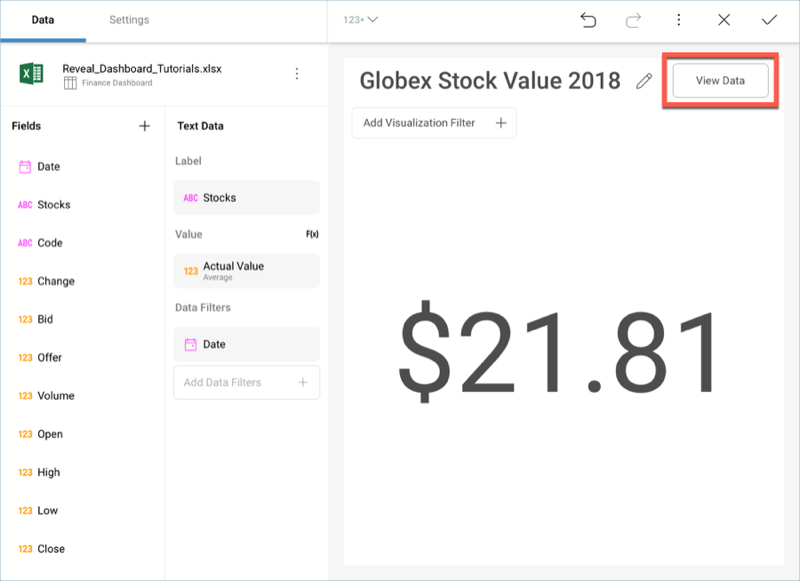 Data
Settings
123
Reveal_Dashboard_Tutorials.xlsx
Finance Dashboard
Fields
Date
ABC Stocks
ABC Code
123 Change
123 Bid
123 Offer
123 Volume
123 Open
123 High
123 Low
123 Close
Text Data
Label
ABC Stocks
Value F(x)
123 Actual Value
Average
Data Filters
Date
Add Data Filters
Globex Stock Value 2018
View Data
Add Visualization Filter
$21.81